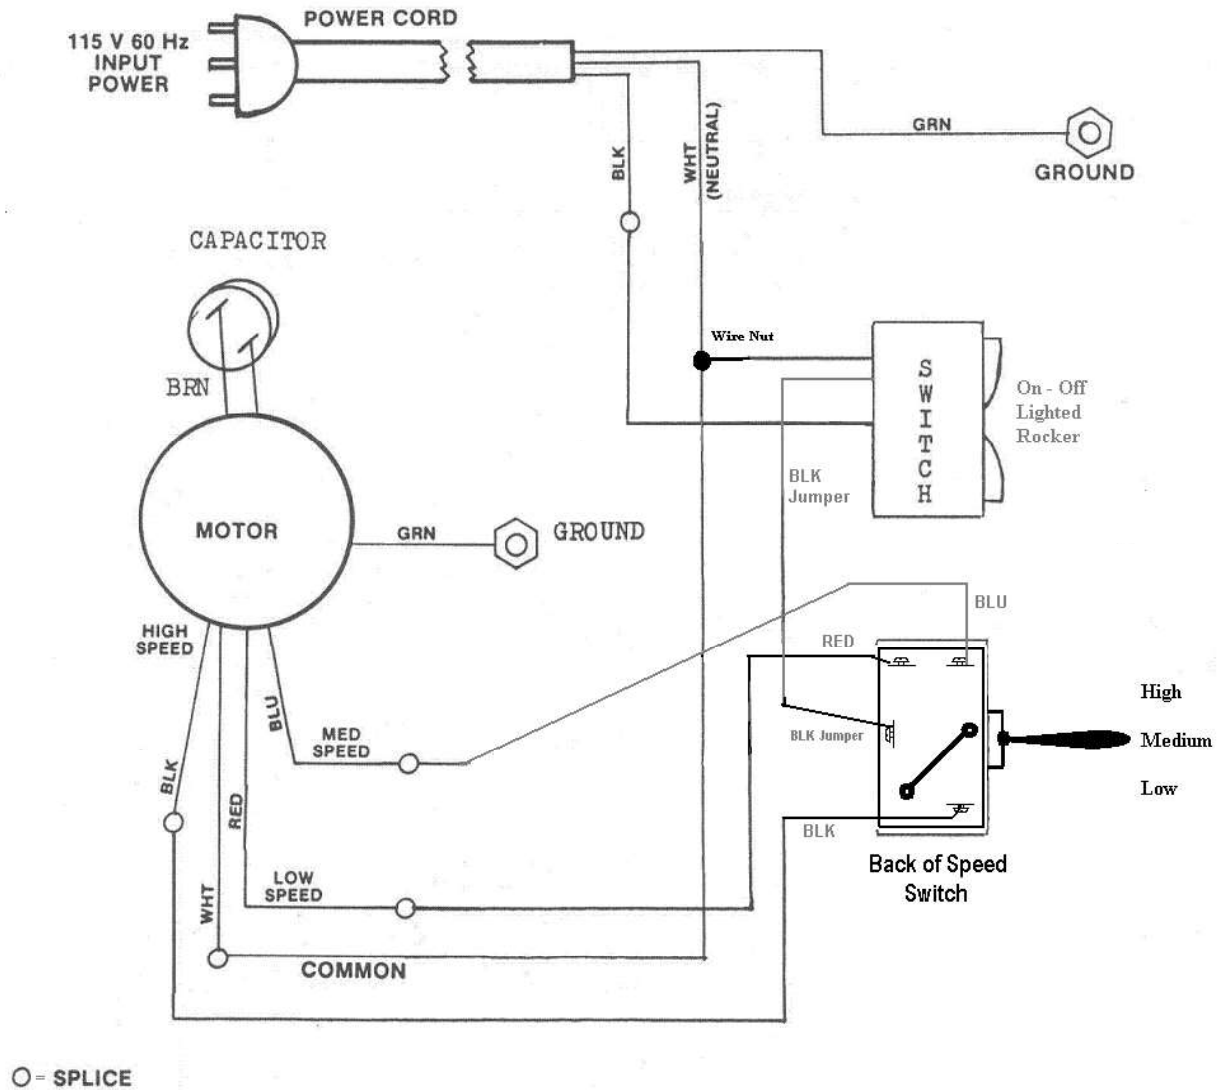 POWER CORD
115 V 60 Hz
INPUT
POWER
BLK
WHT
(NEUTRAL)
GRN
GROUND
CAPACITOR
BRN
Wire Nut
SWITCH
On - Off
Lighted
Rocker
BLK
Jumper
MOTOR
GRN
GROUND
HIGH
SPEED
BLU
RED
BLU
MED
SPEED
BLK Jumper
High
Medium
Low
BLK
RED
BLK
LOW
SPEED
WHT
Back of Speed
Switch
COMMON
= SPLICE